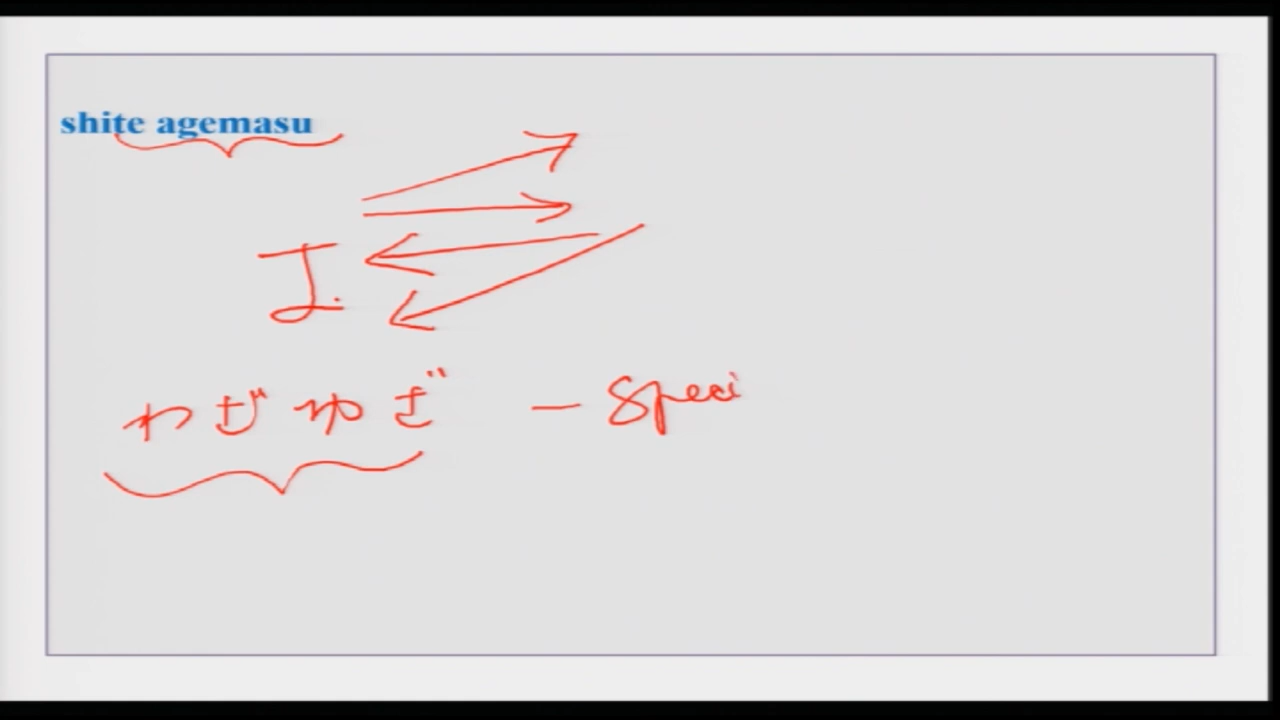 shite agemasu
I.
わざわざ – Speci